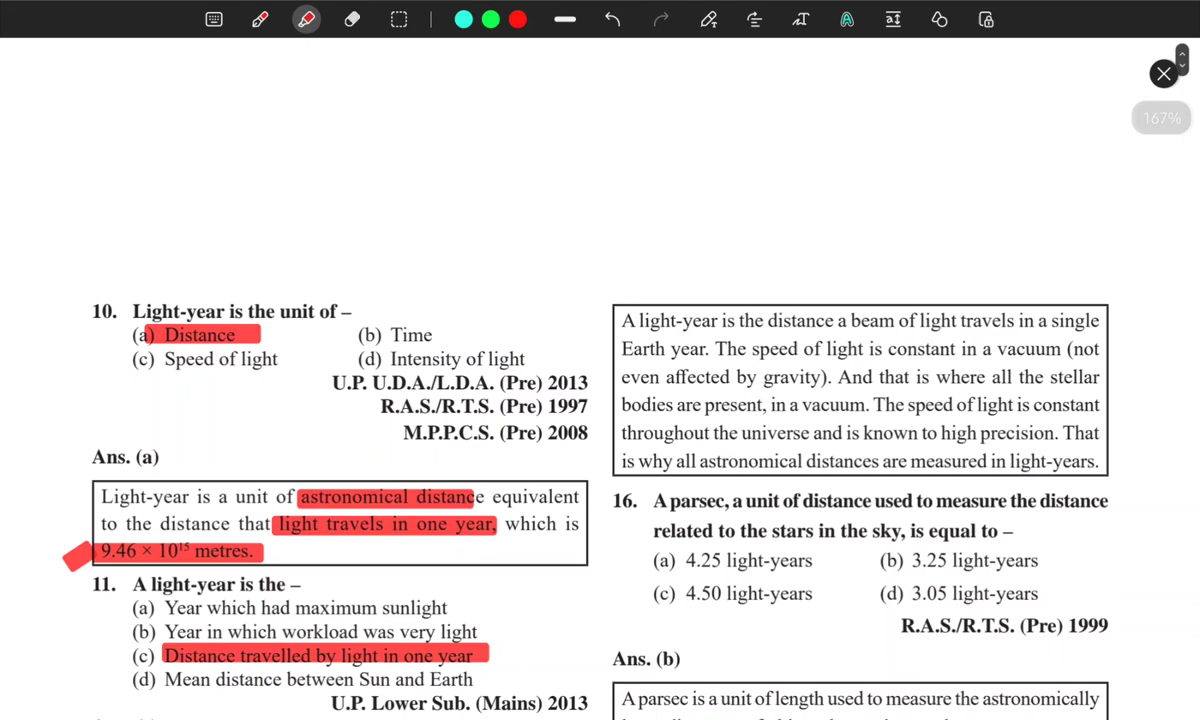 167%
10. Light-year is the unit of –
(a) Distance (b) Time
(c) Speed of light (d) Intensity of light
U.P. U.D.A./L.D.A. (Pre) 2013
R.A.S./R.T.S. (Pre) 1997
M.P.P.C.S. (Pre) 2008
Ans. (a)
Light-year is a unit of astronomical distance equivalent
to the distance that light travels in one year, which is
9.46 × 10¹⁵ metres.
11. A light-year is the –
(a) Year which had maximum sunlight
(b) Year in which workload was very light
(c) Distance travelled by light in one year
(d) Mean distance between Sun and Earth
U.P. Lower Sub. (Mains) 2013
A light-year is the distance a beam of light travels in a single
Earth year. The speed of light is constant in a vacuum (not
even affected by gravity). And that is where all the stellar
bodies are present, in a vacuum. The speed of light is constant
throughout the universe and is known to high precision. That
is why all astronomical distances are measured in light-years.
16. A parsec, a unit of distance used to measure the distance
related to the stars in the sky, is equal to –
(a) 4.25 light-years (b) 3.25 light-years
(c) 4.50 light-years (d) 3.05 light-years
R.A.S./R.T.S. (Pre) 1999
Ans. (b)
A parsec is a unit of length used to measure the astronomically